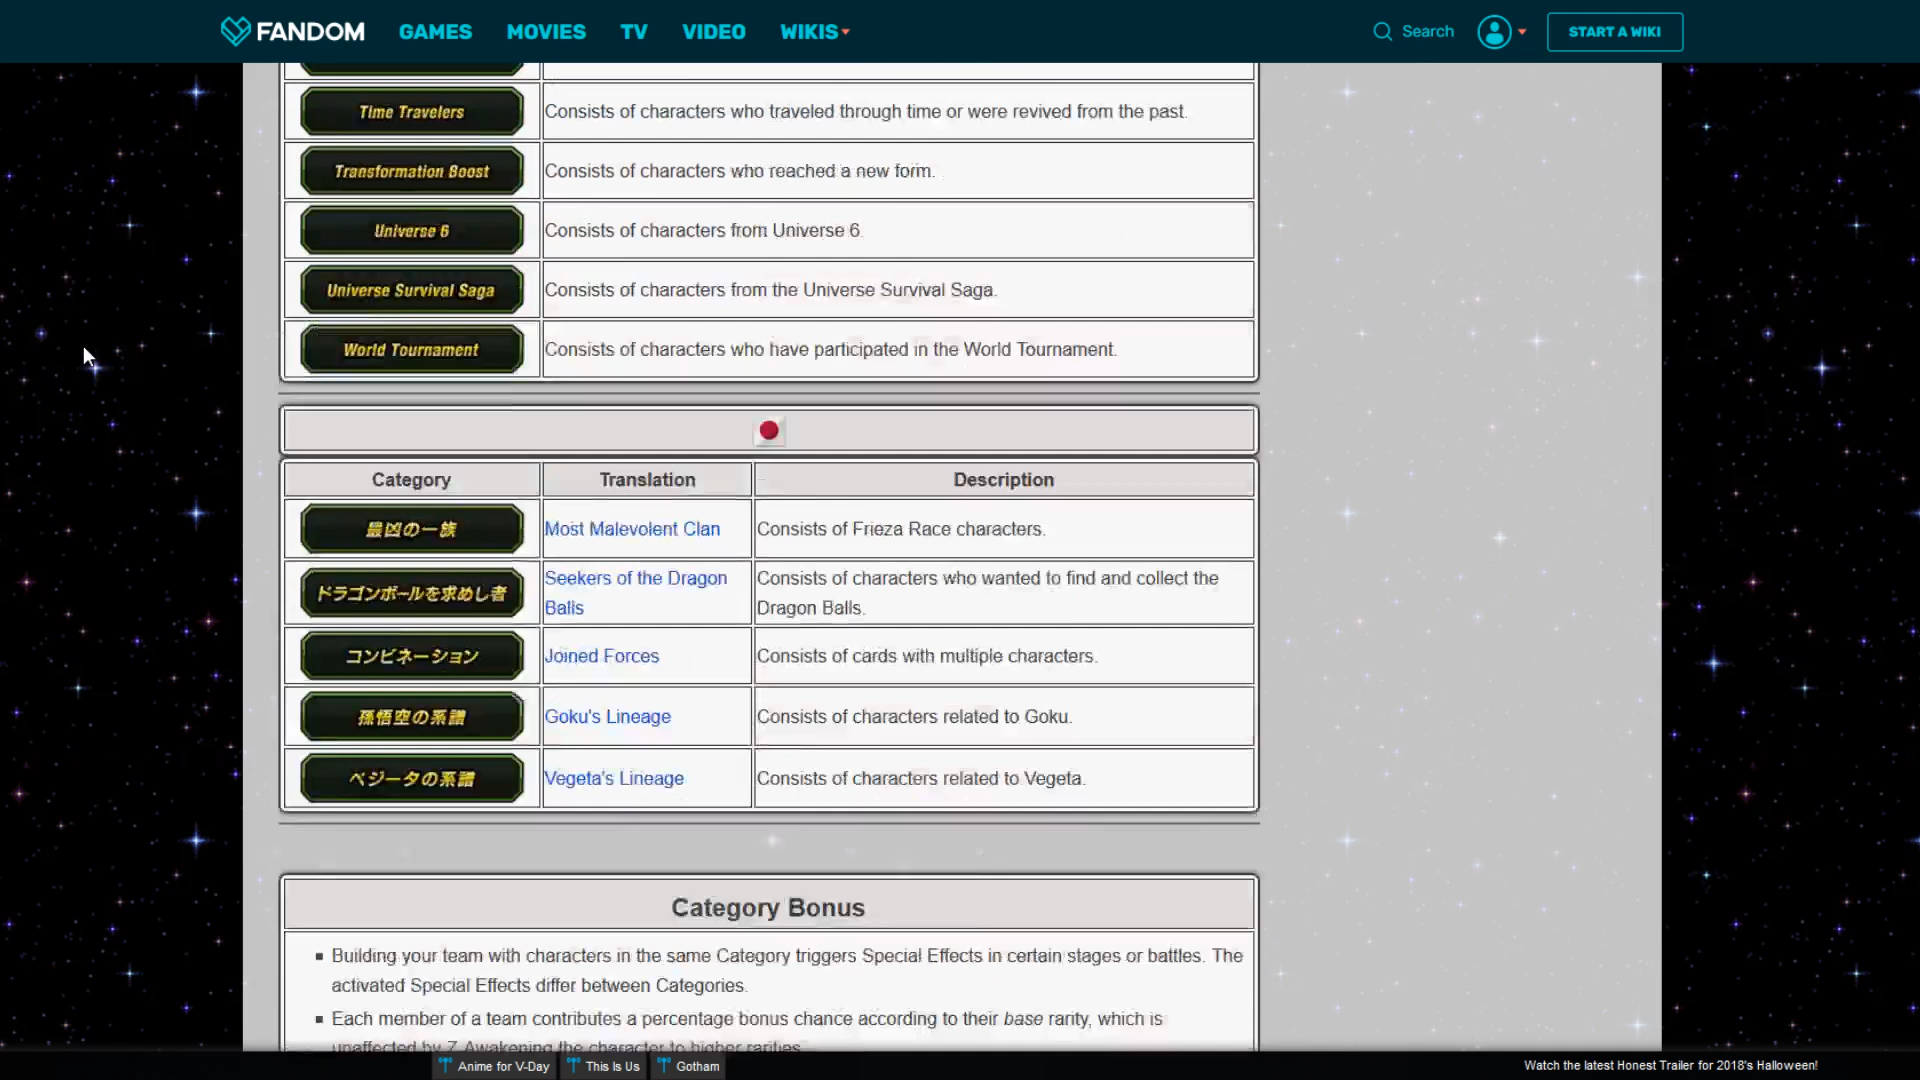 FANDOM GAMES MOVIES TV VIDEO WIKIS Search START A WIKI
Time Travelers Consists of characters who traveled through time or were revived from the past.
Transformation Boost Consists of characters who reached a new form.
Universe 6 Consists of characters from Universe 6.
Universe Survival Saga Consists of characters from the Universe Survival Saga.
World Tournament Consists of characters who have participated in the World Tournament.
Category Translation Description
最凶の一族 Most Malevolent Clan Consists of Frieza Race characters.
ドラゴンボールを求めし者 Seekers of the Dragon Balls Consists of characters who wanted to find and collect the Dragon Balls.
コンビネーション Joined Forces Consists of cards with multiple characters.
孫悟空の系譜 Goku's Lineage Consists of characters related to Goku.
ベジータの系譜 Vegeta's Lineage Consists of characters related to Vegeta.
Category Bonus
Building your team with characters in the same Category triggers Special Effects in certain stages or battles. The
activated Special Effects differ between Categories.
Each member of a team contributes a percentage bonus chance according to their base rarity, which is
unaffected by Z Awakening the character to higher rarities.
Anime for V-Day This Is Us Gotham Watch the latest Honest Trailer for 2018's Halloween!